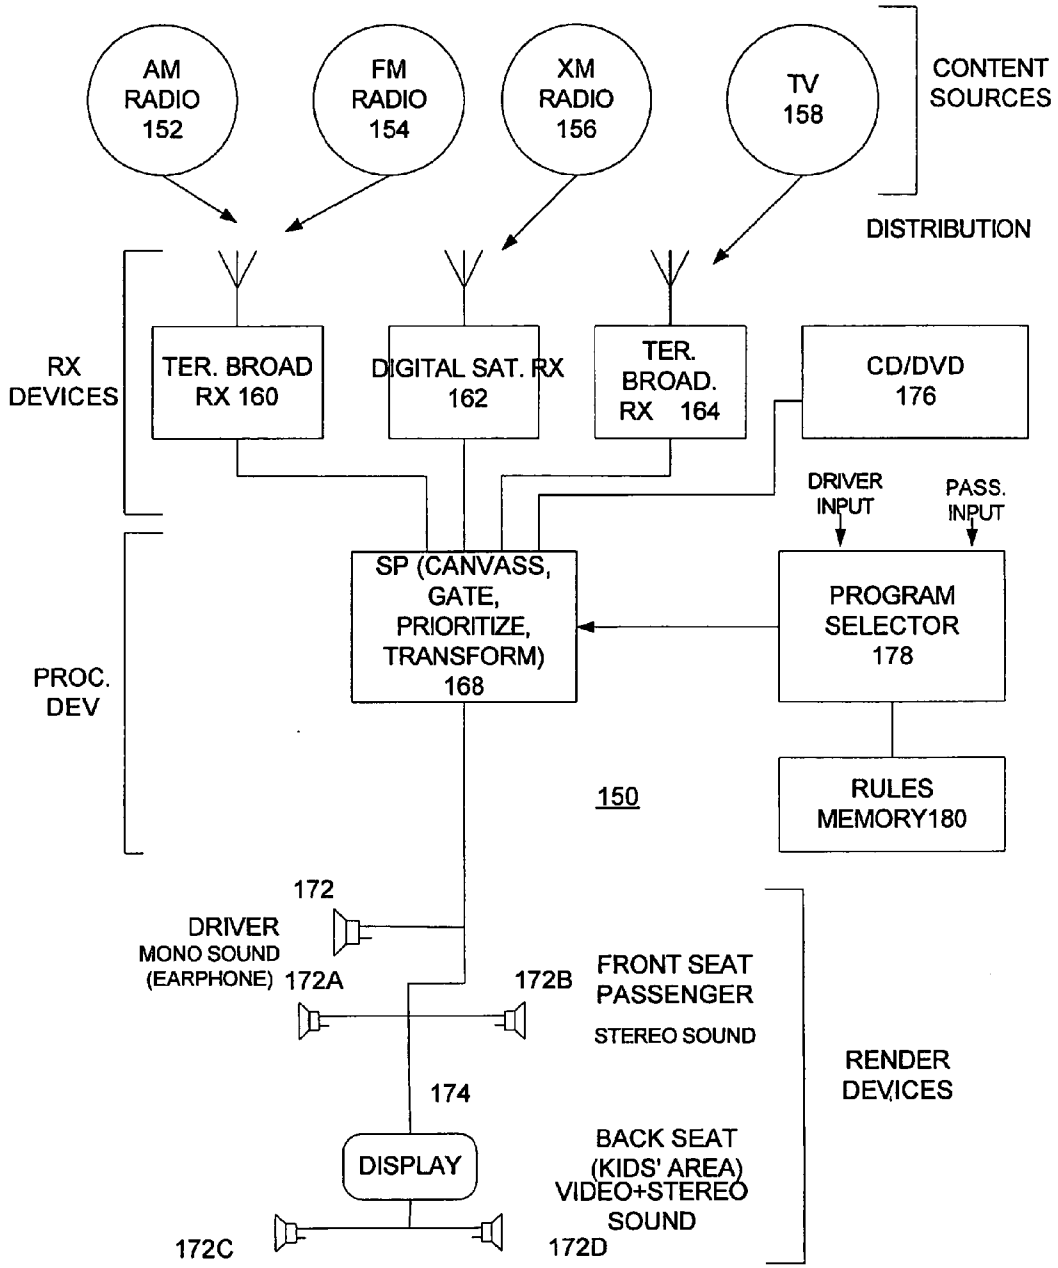 AM
RADIO
152
FM
RADIO
154
XM
RADIO
156
TV
158
CONTENT
SOURCES
DISTRIBUTION
RX
DEVICES
TER. BROAD
RX 160
DIGITAL SAT. RX
162
TER.
BROAD.
RX 164
CD/DVD
176
DRIVER
INPUT
PASS.
INPUT
PROC.
DEV
SP (CANVASS,
GATE,
PRIORITIZE,
TRANSFORM)
168
PROGRAM
SELECTOR
178
RULES
MEMORY180
150
172
DRIVER
MONO SOUND
(EARPHONE)
172A
172B
FRONT SEAT
PASSENGER
STEREO SOUND
RENDER
DEVICES
174
DISPLAY
BACK SEAT
(KIDS' AREA)
VIDEO+STEREO
SOUND
172C
172D